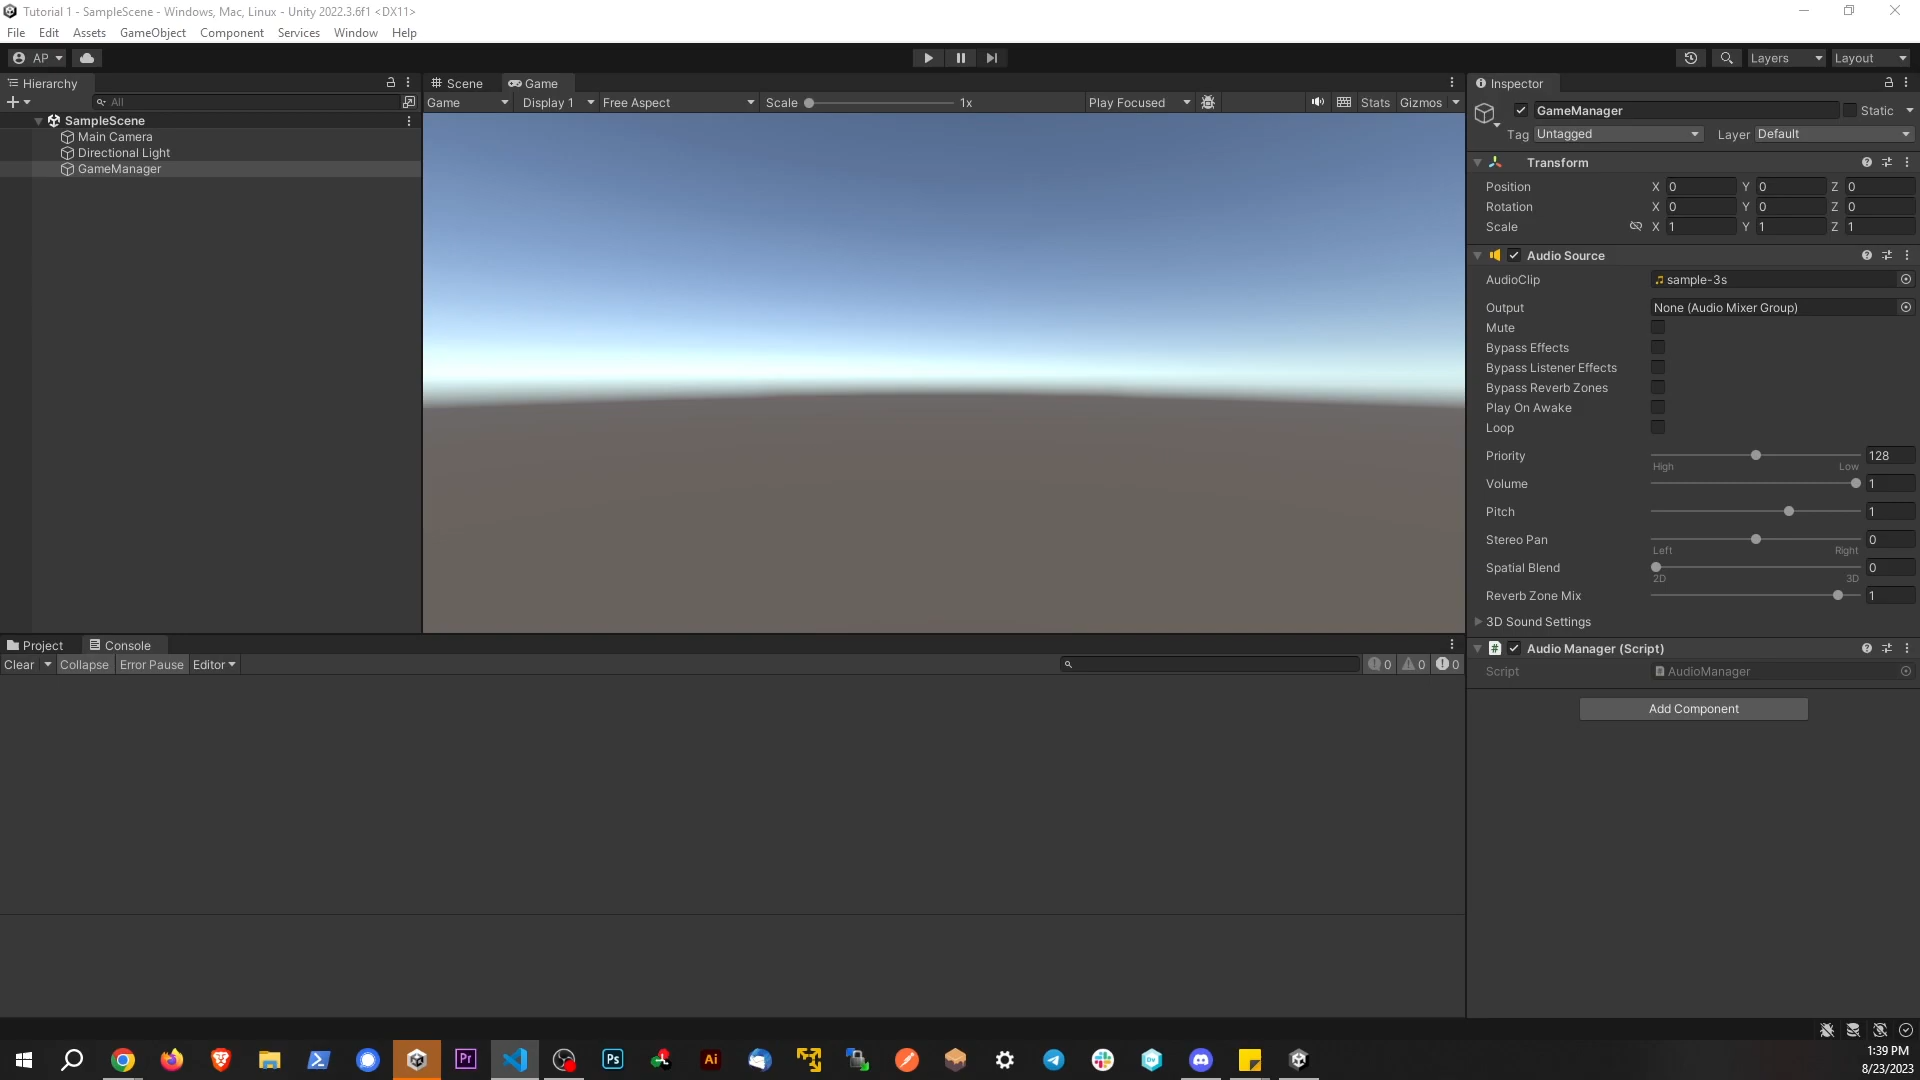 Tutorial 1 - SampleScene - Windows, Mac, Linux - Unity 2022.3.6f1 <DX11>
File Edit Assets GameObject Component Services Window Help
AP Layers Layout
Hierarchy
All
SampleScene
Main Camera
Directional Light
GameManager
Scene Game
Game Display 1 Free Aspect Scale 1x Play Focused Stats Gizmos
Inspector
GameManager Static
Tag Untagged Layer Default
Transform
Position X 0 Y 0 Z 0
Rotation X 0 Y 0 Z 0
Scale X 1 Y 1 Z 1
Audio Source
AudioClip sample-3s
Output None (Audio Mixer Group)
Mute
Bypass Effects
Bypass Listener Effects
Bypass Reverb Zones
Play On Awake
Loop
Priority 128
High Low
Volume 1
Pitch 1
Stereo Pan 0
Left Right
Spatial Blend 0
2D 3D
Reverb Zone Mix 1
3D Sound Settings
# Audio Manager (Script)
Script AudioManager
Add Component
Project Console
Clear Collapse Error Pause Editor 0 0 0
Pr Ps Ai
1:39 PM
8/23/2023